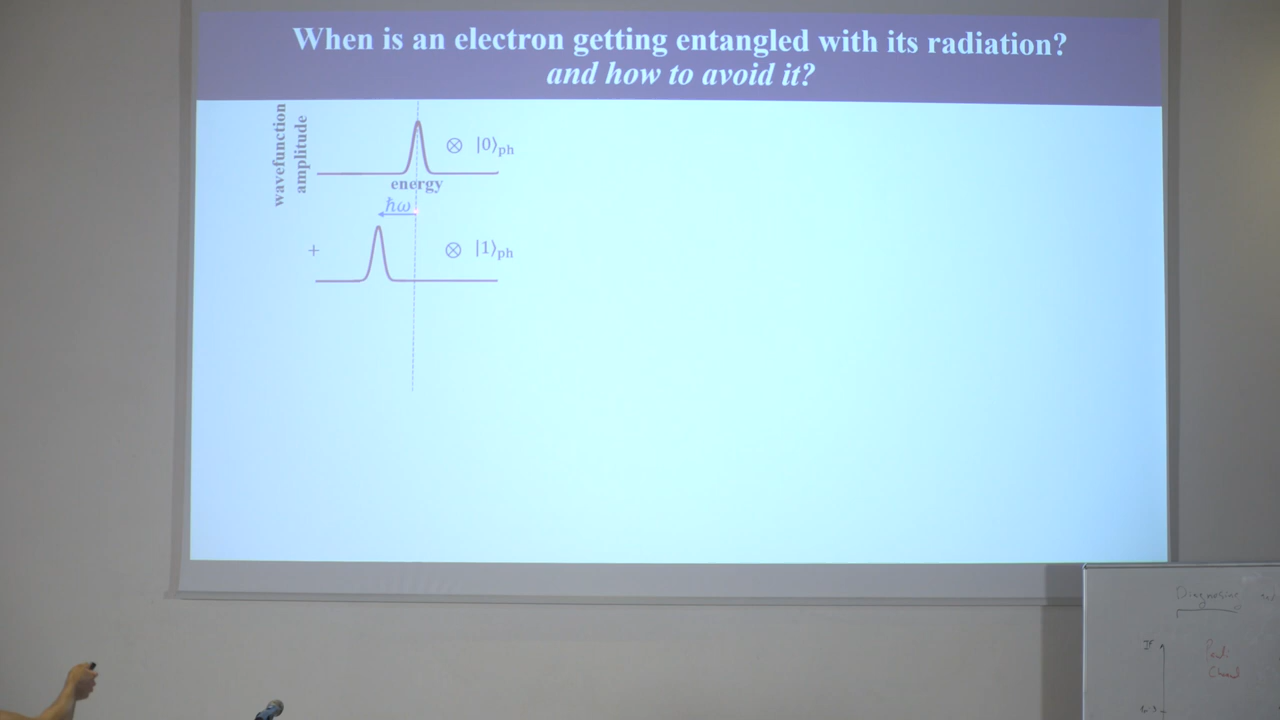 When is an electron getting entangled with its radiation?
and how to avoid it?
wavefunction
amplitude
⊗ |0⟩ph
energy
ħω
+ ⊗ |1⟩ph
Diagnosing